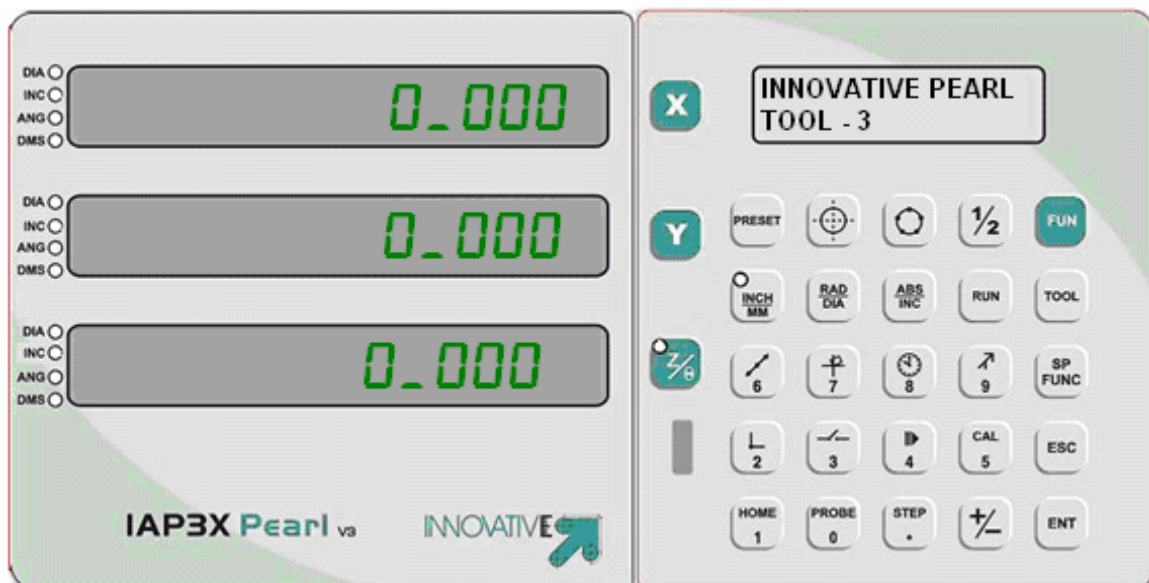 DIA
INC
ANG
DMS
0_000
DIA
INC
ANG
DMS
0_000
DIA
INC
ANG
DMS
0_000
IAP3X Pearl V3
INNOVATIVE
X
Y
Z/θ
INNOVATIVE PEARL
TOOL - 3
PRESET
1/2
FUN
INCH/MM
RAD/DIA
ABS/INC
RUN
TOOL
6
7
8
9
SP FUNC
2
3
4
CAL 5
ESC
HOME 1
PROBE 0
STEP .
+/-
ENT